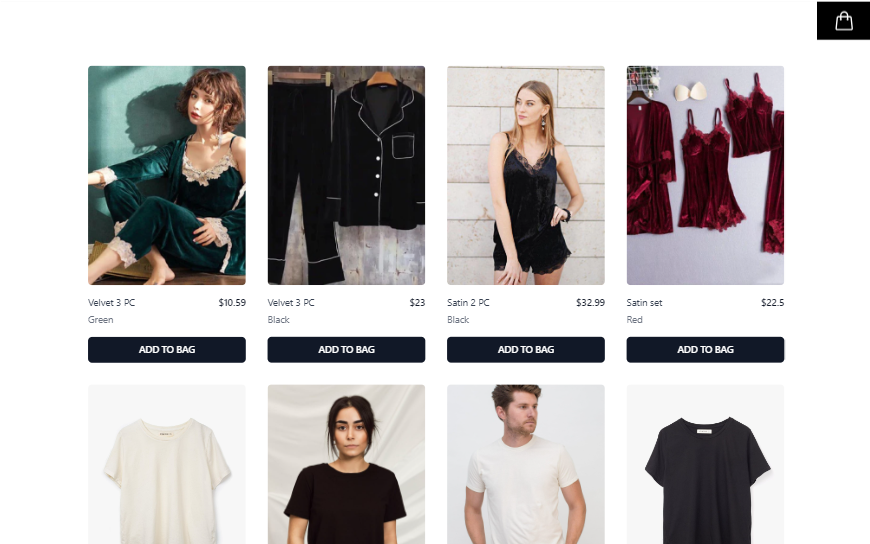 Velvet 3 PC $10.59
Green
ADD TO BAG
Velvet 3 PC $23
Black
ADD TO BAG
Satin 2 PC $32.99
Black
ADD TO BAG
Satin set $22.5
Red
ADD TO BAG